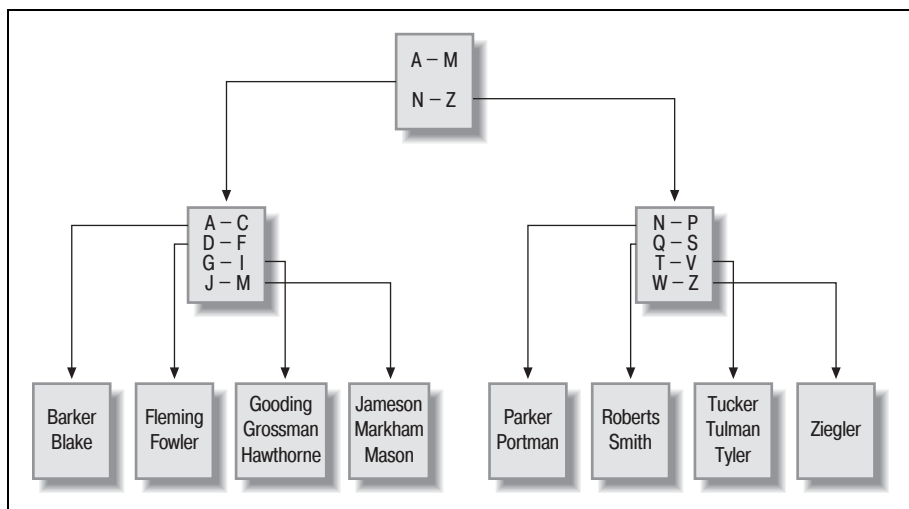 A – M
N – Z
A – C
D – F
G – I
J – M
N – P
Q – S
T – V
W – Z
Barker
Blake
Fleming
Fowler
Gooding
Grossman
Hawthorne
Jameson
Markham
Mason
Parker
Portman
Roberts
Smith
Tucker
Tulman
Tyler
Ziegler